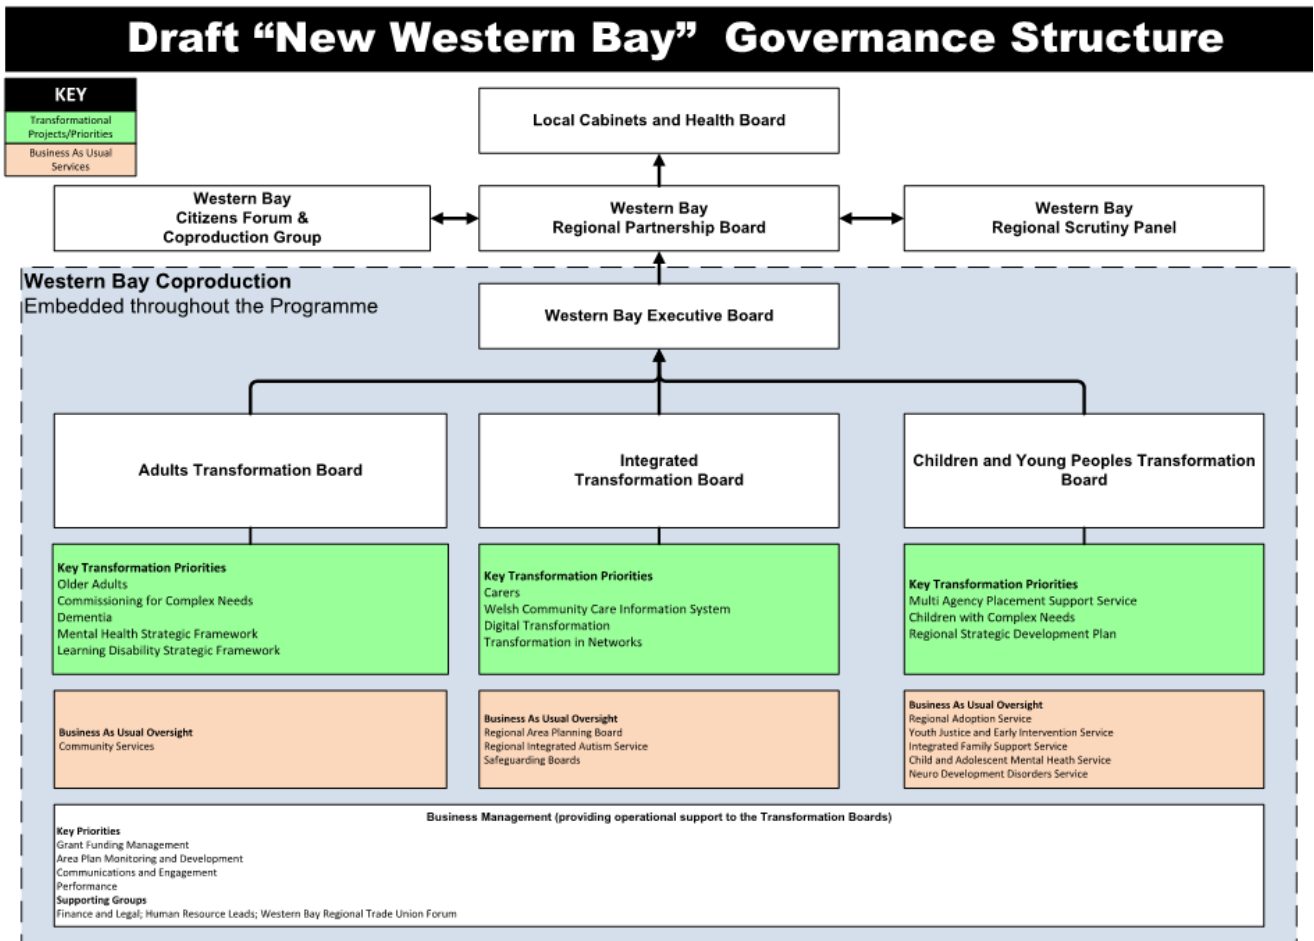 Draft “New Western Bay”  Governance Structure
KEY
Transformational
Projects/Priorities
Business As Usual
Services
Local Cabinets and Health Board
Western Bay
Citizens Forum &
Coproduction Group
Western Bay
Regional Partnership Board
Western Bay
Regional Scrutiny Panel
Western Bay Coproduction
Embedded throughout the Programme
Western Bay Executive Board
Adults Transformation Board
Integrated
Transformation Board
Children and Young Peoples Transformation
Board
Key Transformation Priorities
Older Adults
Commissioning for Complex Needs
Dementia
Mental Health Strategic Framework
Learning Disability Strategic Framework
Key Transformation Priorities
Carers
Welsh Community Care Information System
Digital Transformation
Transformation in Networks
Key Transformation Priorities
Multi Agency Placement Support Service
Children with Complex Needs
Regional Strategic Development Plan
Business As Usual Oversight
Community Services
Business As Usual Oversight
Regional Area Planning Board
Regional Integrated Autism Service
Safeguarding Boards
Business As Usual Oversight
Regional Adoption Service
Youth Justice and Early Intervention Service
Integrated Family Support Service
Child and Adolescent Mental Heath Service
Neuro Development Disorders Service
Business Management (providing operational support to the Transformation Boards)
Key Priorities
Grant Funding Management
Area Plan Monitoring and Development
Communications and Engagement
Performance
Supporting Groups
Finance and Legal; Human Resource Leads; Western Bay Regional Trade Union Forum